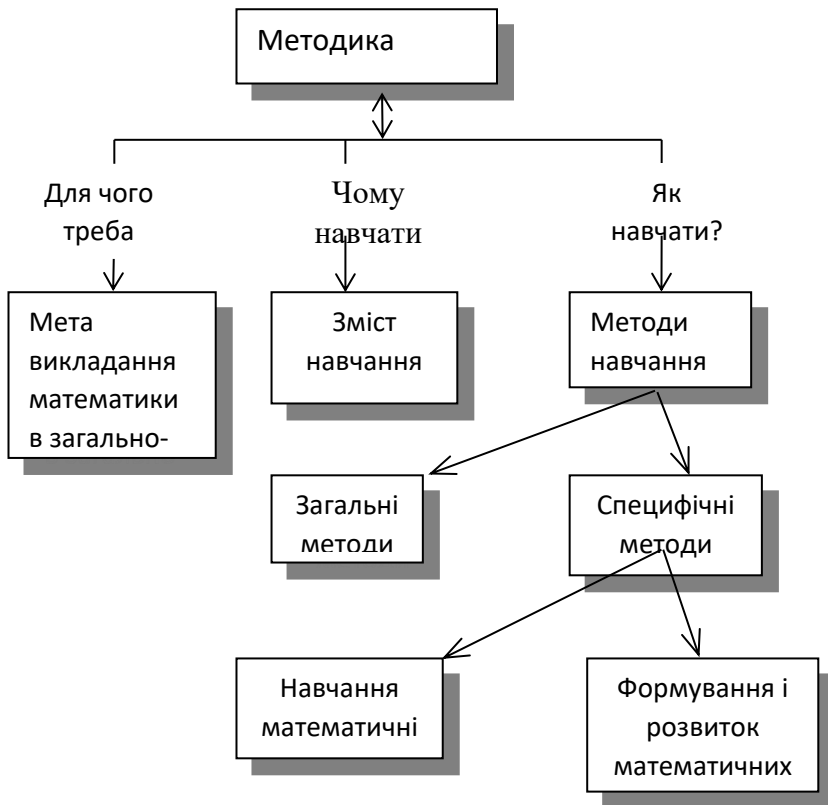 Методика
Для чого
треба
Чому
навчати
Як
навчати?
Мета
викладання
математики
в загально-
Зміст
навчання
Методи
навчання
Загальні
методи
Специфічні
методи
Навчання
математичні
Формування і
розвиток
математичних